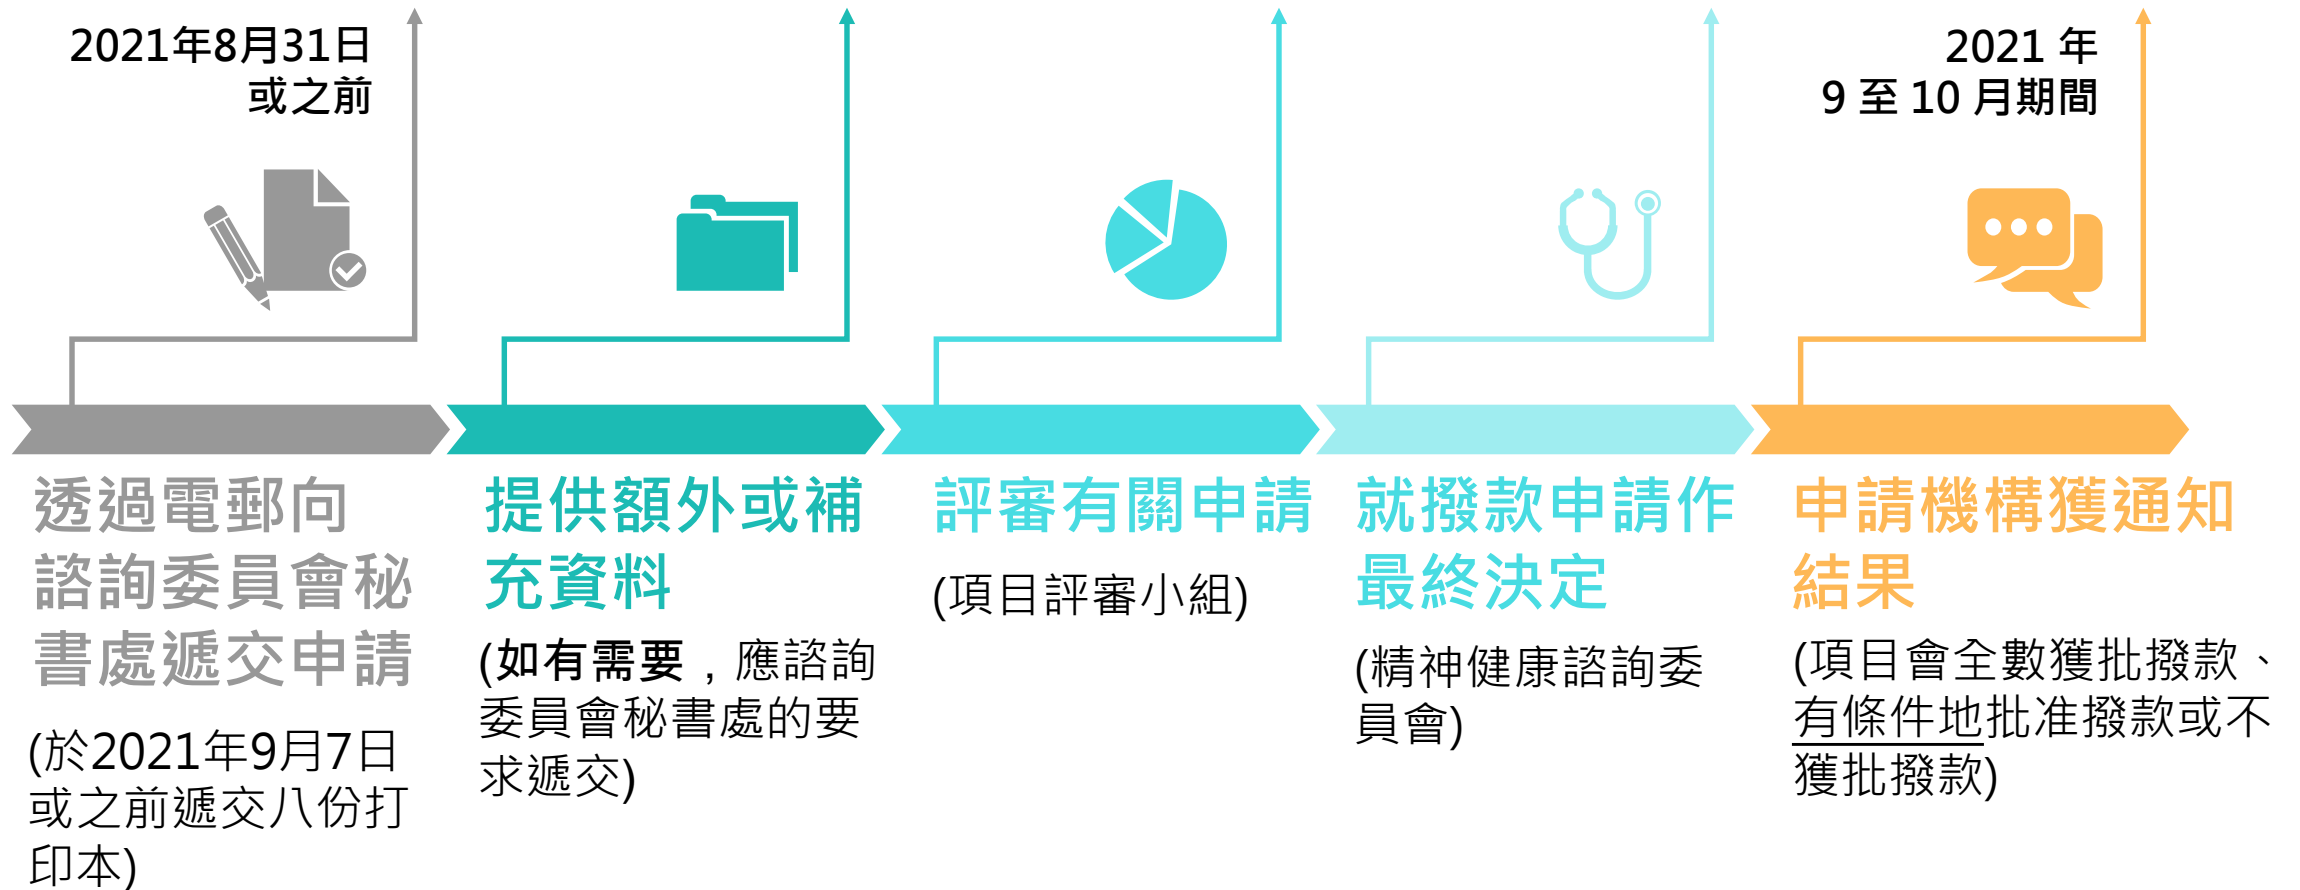 2021年8月31日
或之前
透過電郵向
諮詢委員會秘
書處遞交申請
(於2021年9月7日
或之前遞交八份打
印本)
提供額外或補
充資料
(如有需要，應諮詢
委員會秘書處的要
求遞交)
評審有關申請
(項目評審小組)
就撥款申請作
最終決定
(精神健康諮詢委
員會)
2021 年
9 至 10 月期間
申請機構獲通知
結果
(項目會全數獲批撥款、
有條件地批准撥款或不
獲批撥款)